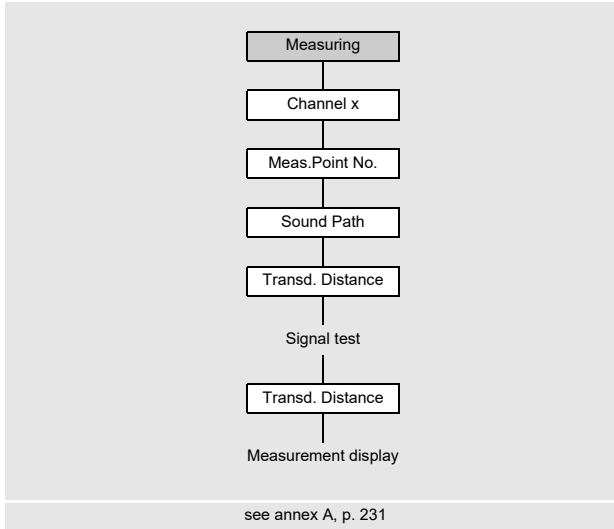 Measuring
Channel x
Meas.Point No.
Sound Path
Transd. Distance
Signal test
Transd. Distance
Measurement display
see annex A, p. 231